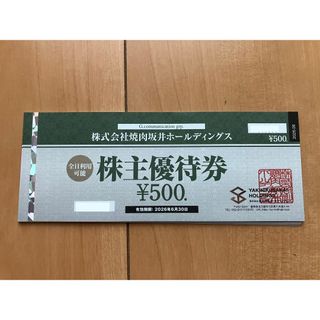 G.communication grp.
株式会社焼肉坂井ホールディングス
¥500
全日利用
可能
株主優待券
¥500.
有効期限 2026年6月30日
YAKINIKU SAKAI
HOLDINGS